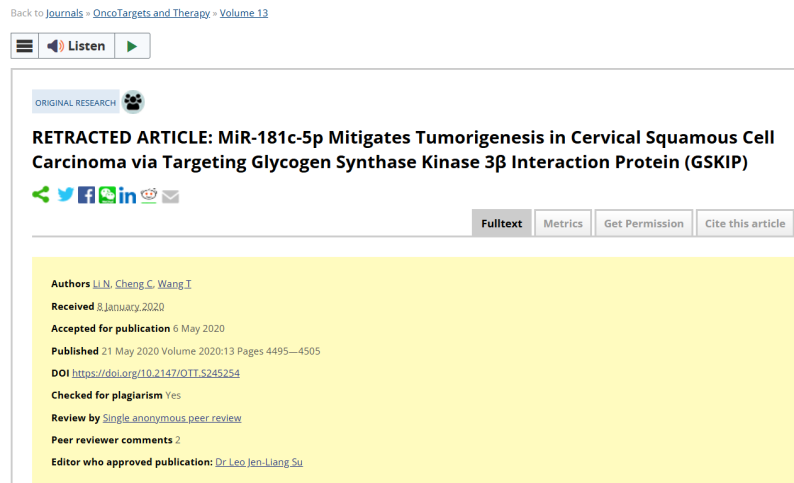 Back to Journals » OncoTargets and Therapy » Volume 13
Listen
ORIGINAL RESEARCH
RETRACTED ARTICLE: MiR-181c-5p Mitigates Tumorigenesis in Cervical Squamous Cell
Carcinoma via Targeting Glycogen Synthase Kinase 3β Interaction Protein (GSKIP)
Fulltext Metrics Get Permission Cite this article
Authors Li N, Cheng C, Wang T
Received 8 January 2020
Accepted for publication 6 May 2020
Published 21 May 2020 Volume 2020:13 Pages 4495—4505
DOI https://doi.org/10.2147/OTT.S245254
Checked for plagiarism Yes
Review by Single anonymous peer review
Peer reviewer comments 2
Editor who approved publication: Dr Leo Jen-Liang Su